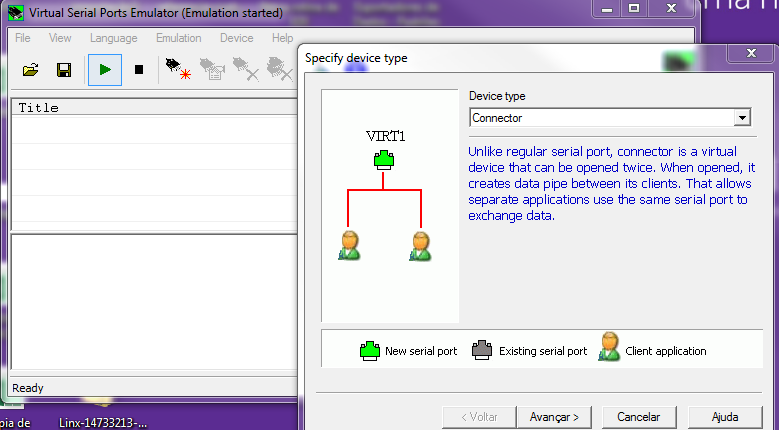 Virtual Serial Ports Emulator (Emulation started)
File View Language Emulation Device Help
Title
Ready
pia de
Linx-14733213-...
Specify device type
VIRT1
Device type
Connector
Unlike regular serial port, connector is a virtual
device that can be opened twice. When opened, it
creates data pipe between its clients. That allows
separate applications use the same serial port to
exchange data.
New serial port Existing serial port Client application
< Voltar Avançar > Cancelar Ajuda